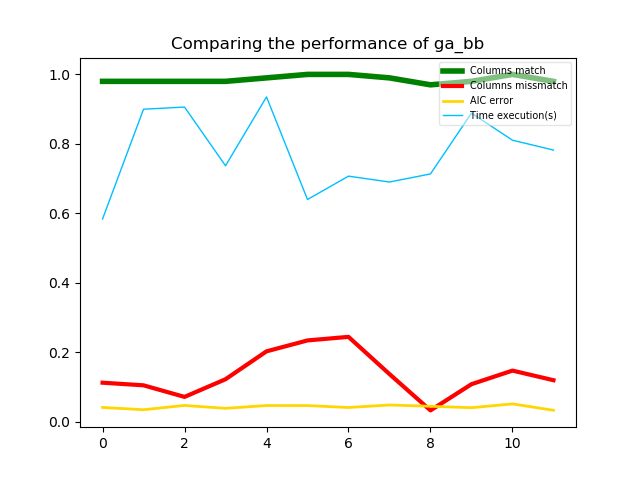 Comparing the performance of ga_bb
1.0
0.8
0.6
0.4
0.2
0.0
Columns match
Columns missmatch
AIC error
Time execution(s)
0 2 4 6 8 10